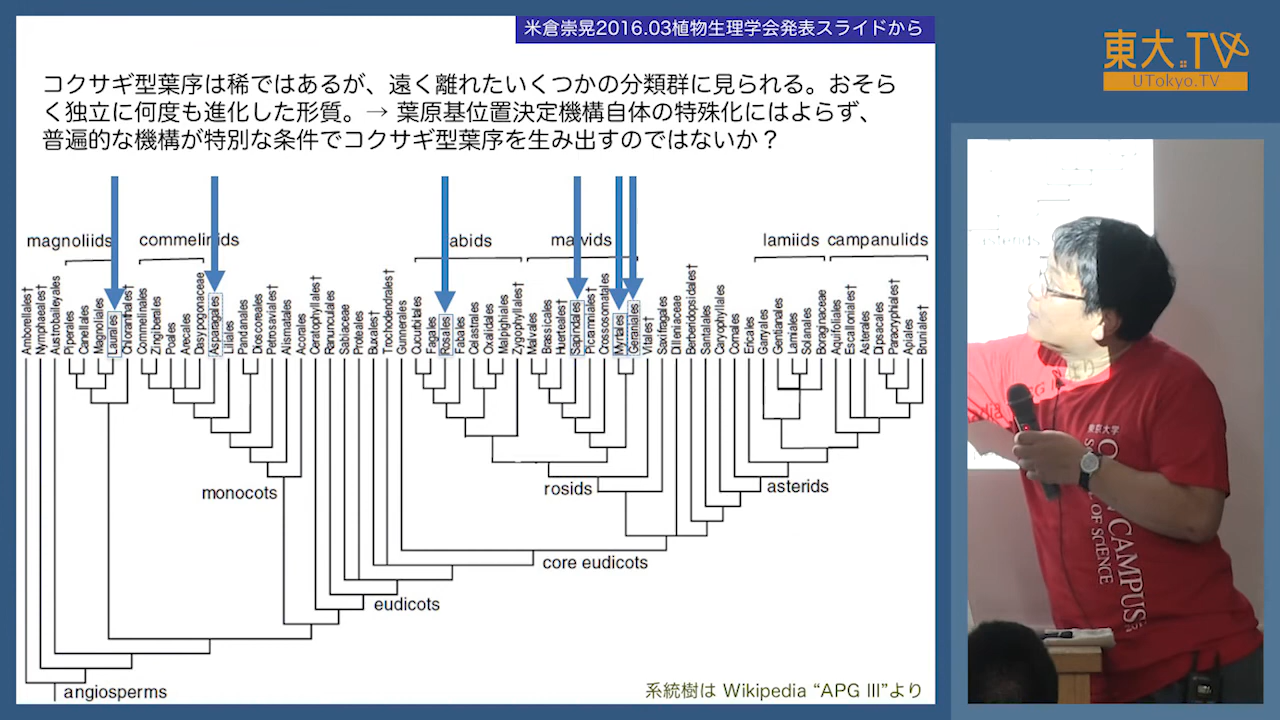 米倉崇晃2016.03植物生理学会発表スライドから
東大.TV
UTokyo.TV
コクサギ型葉序は稀ではあるが、遠く離れたいくつかの分類群に見られる。おそら
く独立に何度も進化した形質。→ 葉原基位置決定機構自体の特殊化にはよらず、
普遍的な機構が特別な条件でコクサギ型葉序を生み出すのではないか？
magnoliids
commelinids
malvids
lamiids
campanulids
Amborellales†
Nymphaeales†
Austrobaileyales
Piperales
Canellales
Magnoliales
Laurales
Commelinales
Zingiberales
Poales
Arecales
Dasypogonaceae
Asparagales
Liliales
Pandanales
Dioscoreales
Petrosaviales†
Alismatales
Acorales
Ceratophyllales†
Ranunculales
Sabiaceae
Proteales
Buxales†
Trochodendrales†
Gunnerales
Cucurbitales
Fagales
Rosales
Fabales
Celastrales
Oxalidales
Malpighiales
Zygophyllales†
Malvales
Brassicales
Huerteales†
Sapindales
Picramniales†
Crossosomatales
Myrtales
Geraniales
Vitales†
Saxifragales
Dilleniaceae
Berberidopsidales†
Santalales
Caryophyllales
Cornales
Ericales
Garryales
Gentianales
Lamiales
Solanales
Boraginaceae
Aquifoliales
Escalloniales†
Asterales
Dipsacales
Paracryphiales†
Apiales
Bruniales†
monocots
rosids
asterids
core eudicots
eudicots
angiosperms
系統樹は Wikipedia “APG III”より
東京大学
CAMPUS
OF SCIENCE